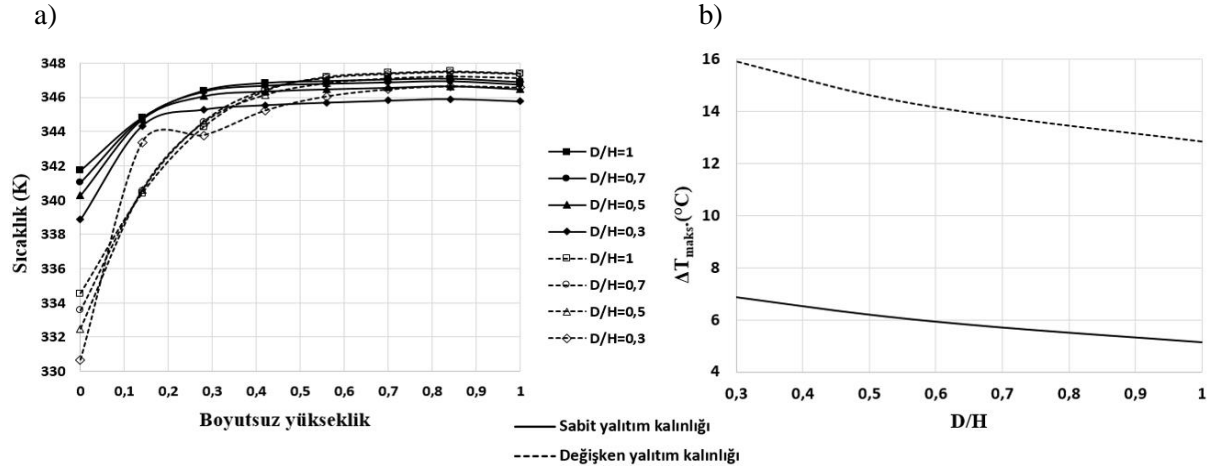 a)
348
346
344
342
340
338
336
334
332
330
Sıcaklık (K)
0 0,1 0,2 0,3 0,4 0,5 0,6 0,7 0,8 0,9 1
Boyutsuz yükseklik
D/H=1
D/H=0,7
D/H=0,5
D/H=0,3
D/H=1
D/H=0,7
D/H=0,5
D/H=0,3
b)
16
14
12
10
8
6
4
ΔTmaks.(°C)
0,3 0,4 0,5 0,6 0,7 0,8 0,9 1
D/H
Sabit yalıtım kalınlığı
Değişken yalıtım kalınlığı